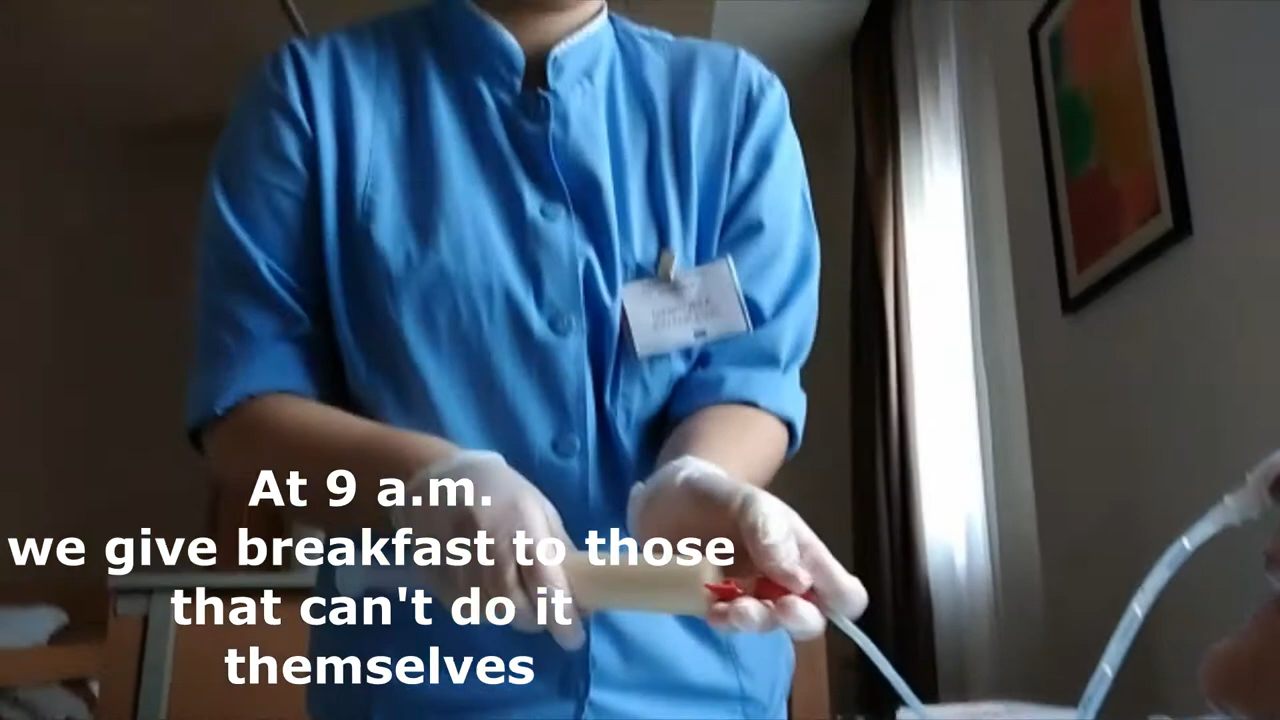 At 9 a.m.
we give breakfast to those
that can't do it
themselves